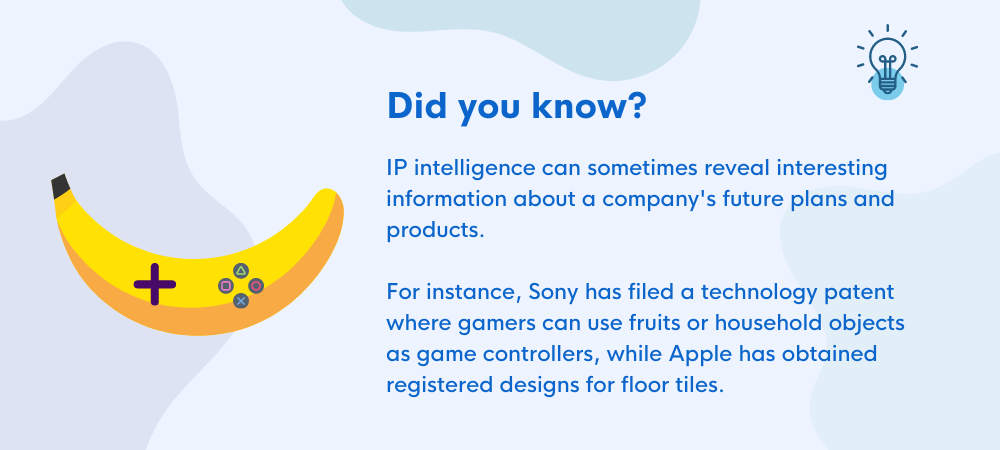 Did you know?
IP intelligence can sometimes reveal interesting
information about a company's future plans and
products.
For instance, Sony has filed a technology patent
where gamers can use fruits or household objects
as game controllers, while Apple has obtained
registered designs for floor tiles.